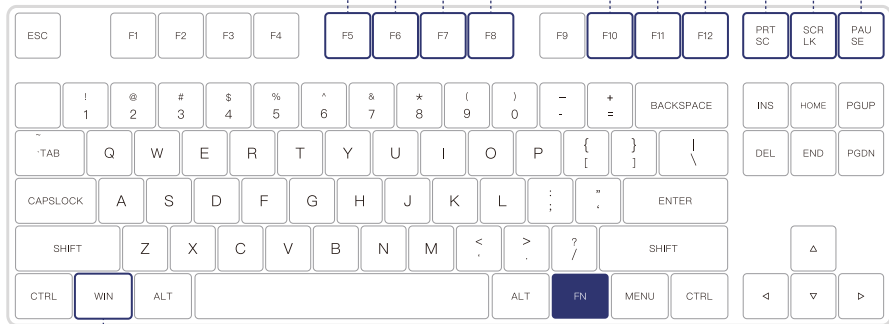 ESC F1 F2 F3 F4 F5 F6 F7 F8 F9 F10 F11 F12 PRT SC SCR LK PAU SE
! 1 @ 2 # 3 $ 4 % 5 ^ 6 & 7 * 8 ( 9 ) 0 — - + = BACKSPACE INS HOME PGUP
~ ·TAB Q W E R T Y U I O P { [ } ] | \ DEL END PGDN
CAPSLOCK A S D F G H J K L : ; " ‘ ENTER
SHIFT Z X C V B N M < ‘ > . ? / SHIFT △
CTRL WIN ALT ALT FN MENU CTRL ◁ ▽ ▷